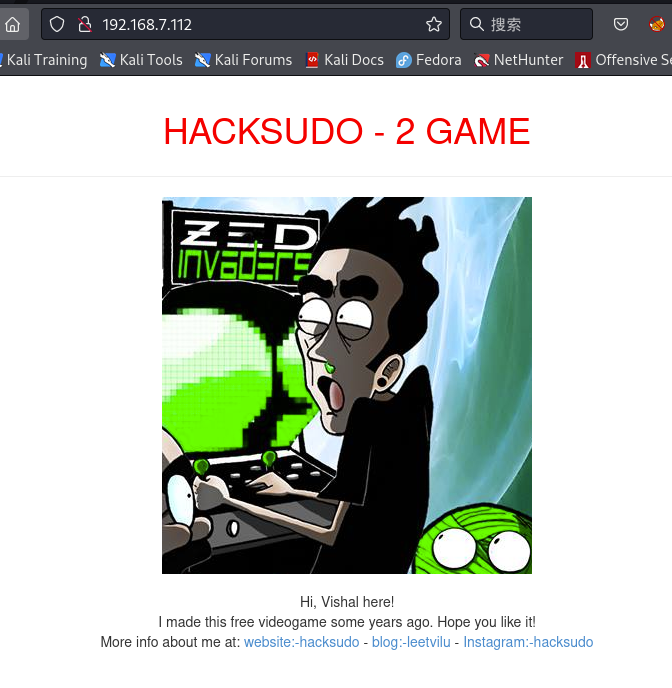 192.168.7.112
搜索
Kali Training
Kali Tools
Kali Forums
Kali Docs
Fedora
NetHunter
Offensive Se
HACKSUDO - 2 GAME
ZED
invaders
Hi, Vishal here!
I made this free videogame some years ago. Hope you like it!
More info about me at: website:-hacksudo - blog:-leetvilu - Instagram:-hacksudo